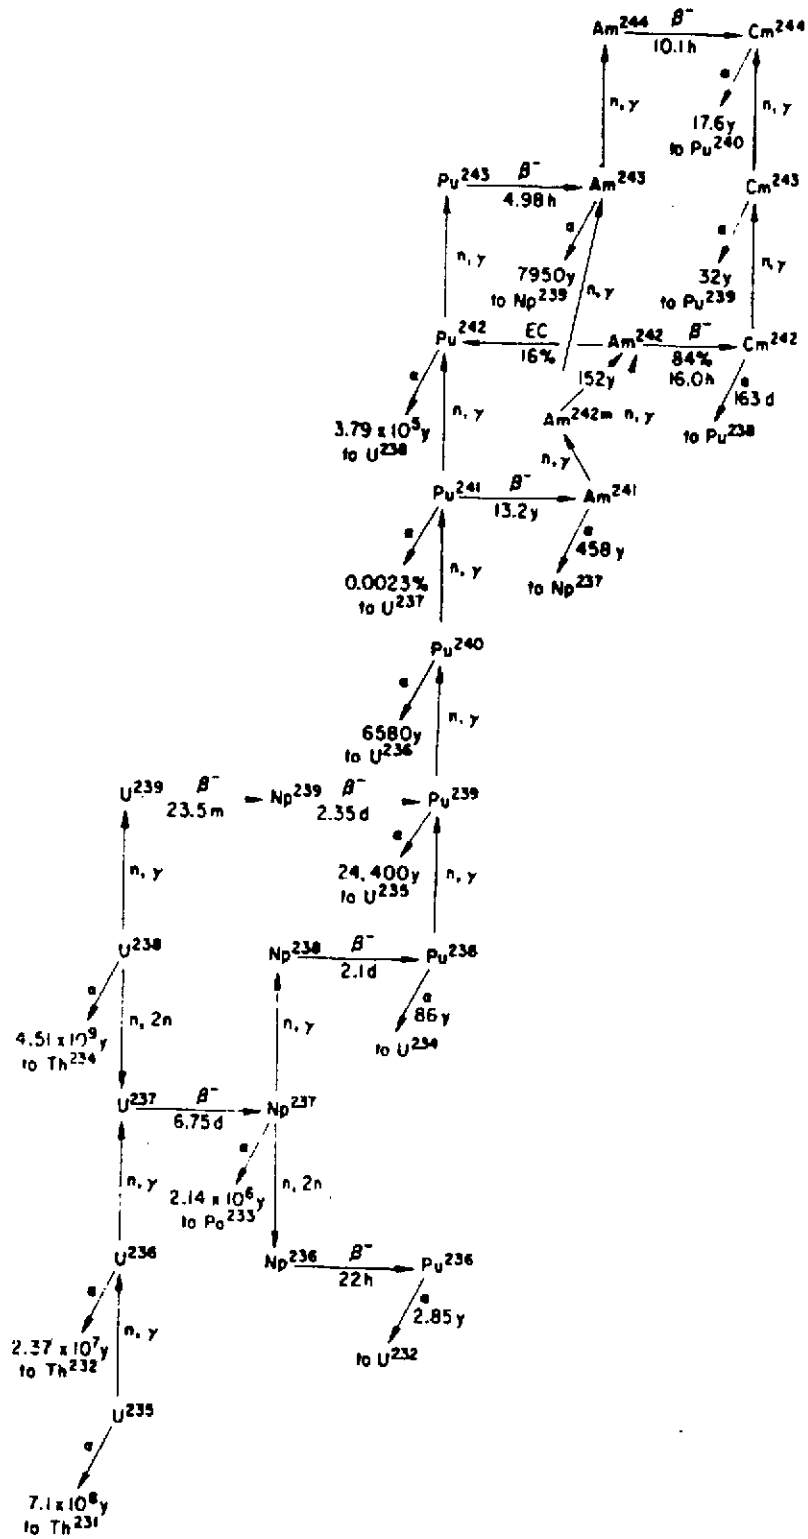 Am²⁴⁴ β⁻ 10.1h Cm²⁴⁴
n, γ
α
17.6y
to Pu²⁴⁰
n, γ
Pu²⁴³ β⁻ 4.98h Am²⁴³
Cm²⁴³
n, γ
α
7950y
to Np²³⁹
n, γ
α
32y
to Pu²³⁹
n, γ
Pu²⁴² EC 16% Am²⁴² β⁻ 84% 16.0h Cm²⁴²
α
3.79 x 10⁵y
to U²³⁸
n, γ
152y
Am²⁴²ᵐ n, γ
α 163d
to Pu²³⁸
n, γ
Pu²⁴¹ β⁻ 13.2y Am²⁴¹
α
0.0023%
to U²³⁷
n, γ
α
458y
to Np²³⁷
Pu²⁴⁰
α
6580y
to U²³⁶
n, γ
U²³⁹ β⁻ 23.5m Np²³⁹ β⁻ 2.35d Pu²³⁹
n, γ
α
24,400y
to U²³⁵
n, γ
U²³⁸
Np²³⁸ β⁻ 2.1d Pu²³⁸
α
4.51 x 10⁹y
to Th²³⁴
n, 2n
n, γ
α
86y
to U²³⁴
U²³⁷ β⁻ 6.75d Np²³⁷
n, γ
α
2.14 x 10⁶y
to Pa²³³
n, 2n
U²³⁶
Np²³⁶ β⁻ 22h Pu²³⁶
α
2.37 x 10⁷y
to Th²³²
n, γ
α
2.85y
to U²³²
U²³⁵
α
7.1 x 10⁸y
to Th²³¹